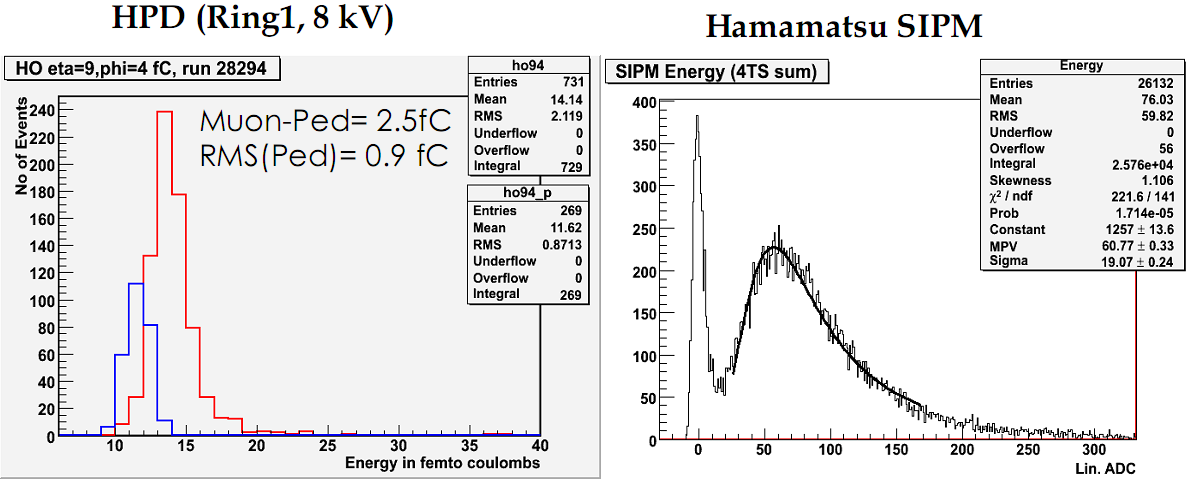 HPD (Ring1, 8 kV)
HO eta=9,phi=4 fC, run 28294
ho94
Entries 731
Mean 14.14
RMS 2.119
Underflow 0
Overflow 0
Integral 729
ho94_p
Entries 269
Mean 11.62
RMS 0.8713
Underflow 0
Overflow 0
Integral 269
Muon-Ped= 2.5fC
RMS(Ped)= 0.9 fC
No of Events
240
220
200
180
160
140
120
100
80
60
40
20
0
10 15 20 25 30 35 40
Energy in femto coulombs
Hamamatsu SIPM
SIPM Energy (4TS sum)
Energy
Entries 26132
Mean 76.03
RMS 59.82
Underflow 0
Overflow 56
Integral 2.576e+04
Skewness 1.106
χ² / ndf 221.6 / 141
Prob 1.714e-05
Constant 1257 ± 13.6
MPV 60.77 ± 0.33
Sigma 19.07 ± 0.24
400
350
300
250
200
150
100
50
0
0 50 100 150 200 250 300
Lin. ADC